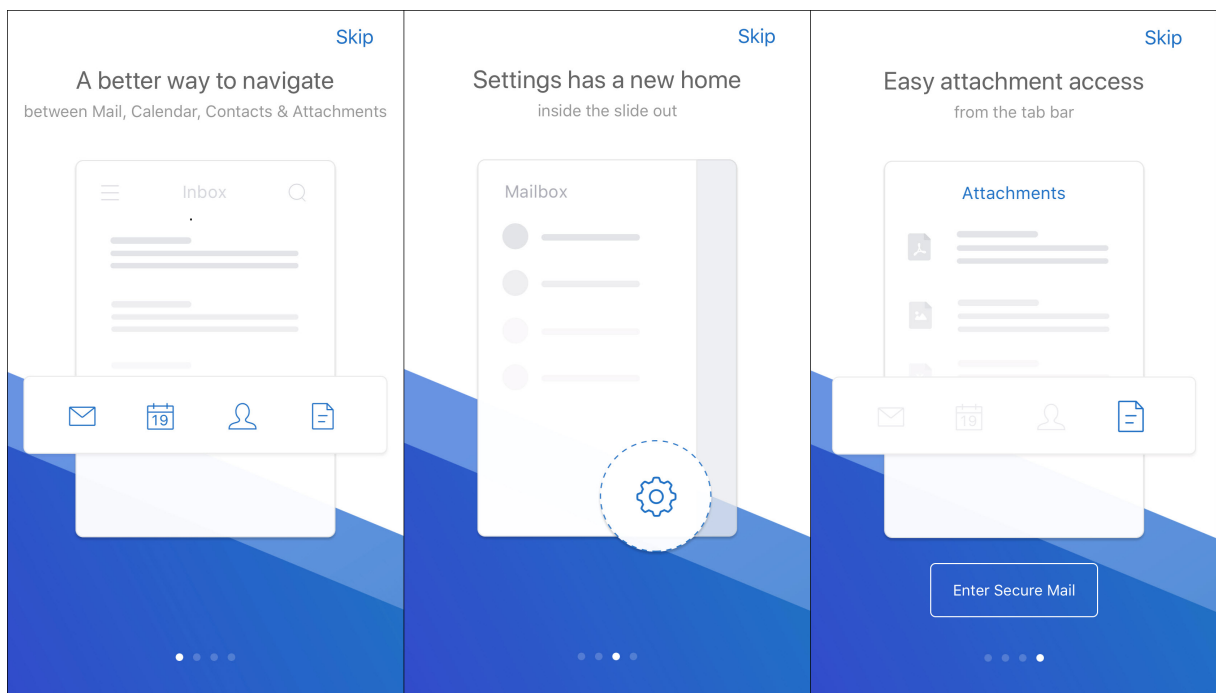 Skip
A better way to navigate
between Mail, Calendar, Contacts & Attachments
Inbox
19
Skip
Settings has a new home
inside the slide out
Mailbox
Skip
Easy attachment access
from the tab bar
Attachments
19
Enter Secure Mail